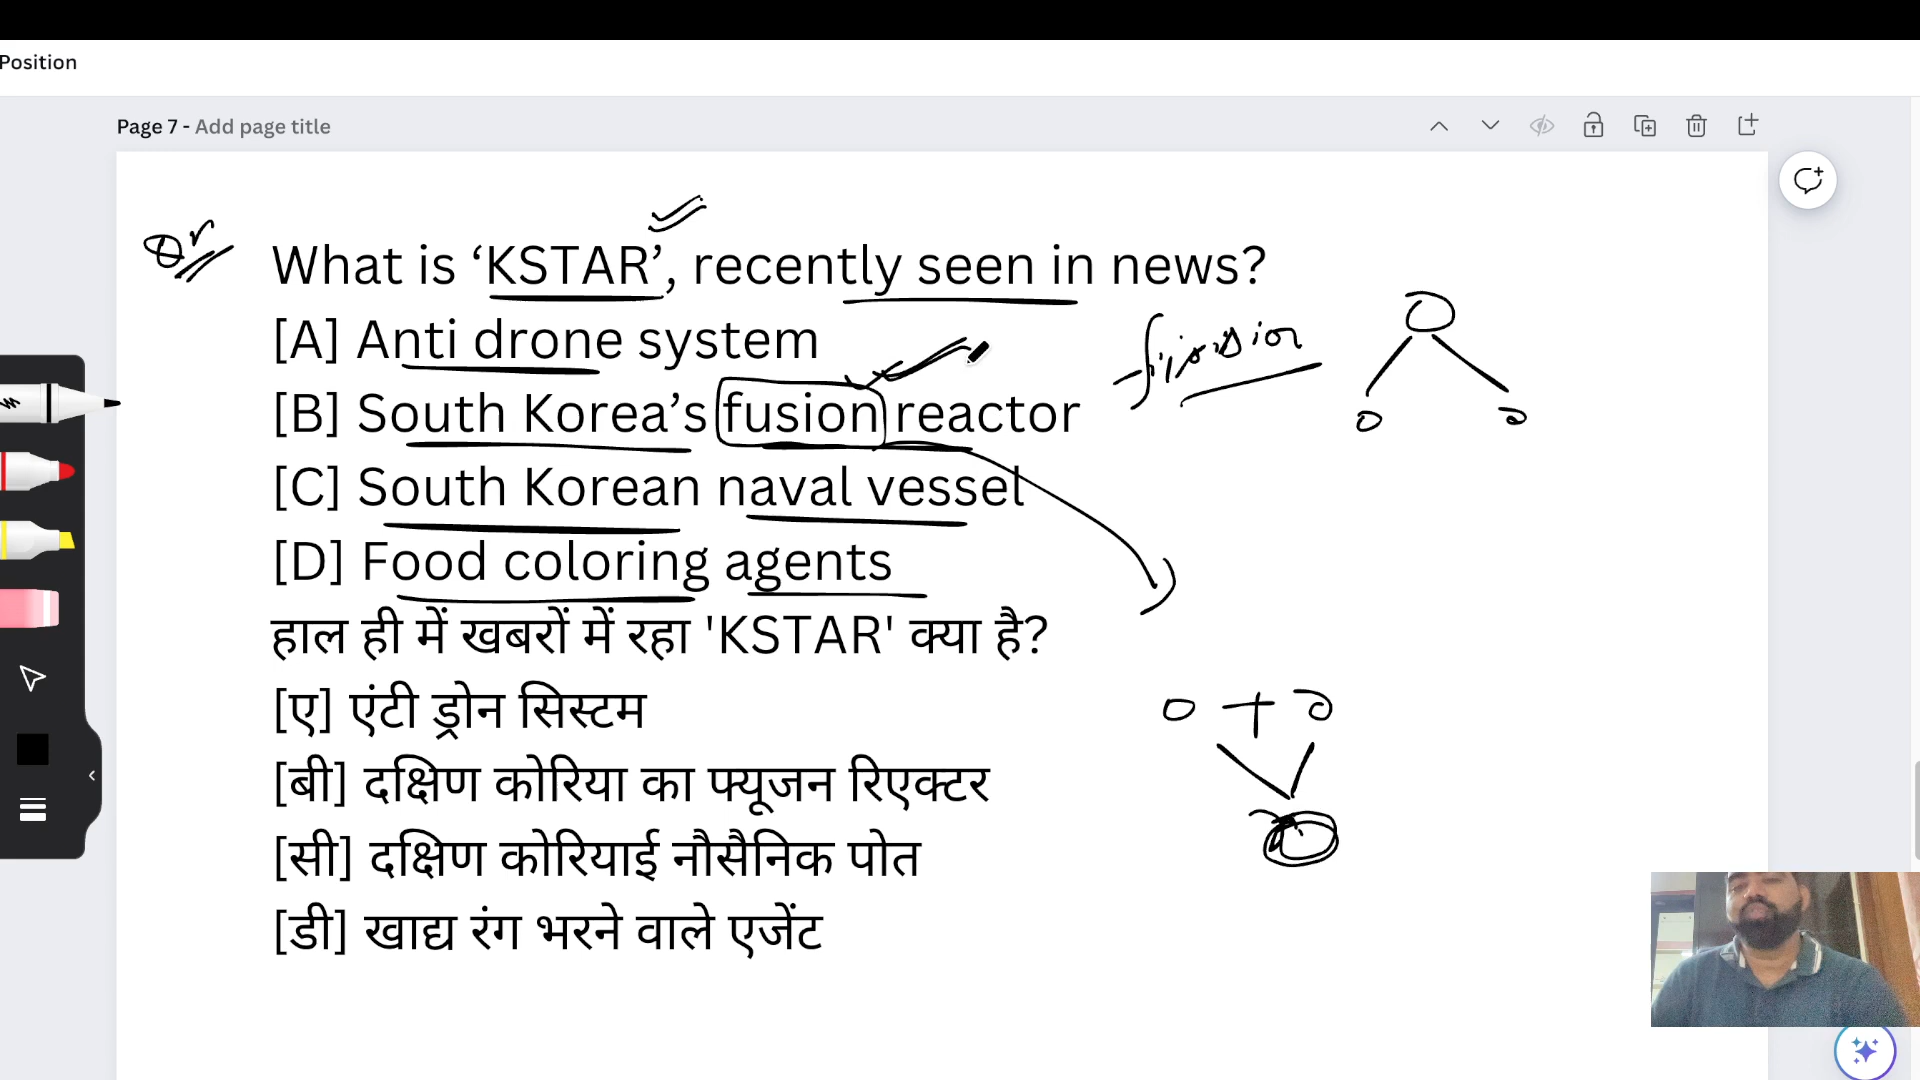 Position
Page 7 - Add page title
What is ‘KSTAR’, recently seen in news?
[A] Anti drone system
fission
[B] South Korea’s fusion reactor
[C] South Korean naval vessel
[D] Food coloring agents
हाल ही में खबरों में रहा 'KSTAR' क्या है?
[ए] एंटी ड्रोन सिस्टम
[बी] दक्षिण कोरिया का फ्यूजन रिएक्टर
[सी] दक्षिण कोरियाई नौसैनिक पोत
[डी] खाद्य रंग भरने वाले एजेंट